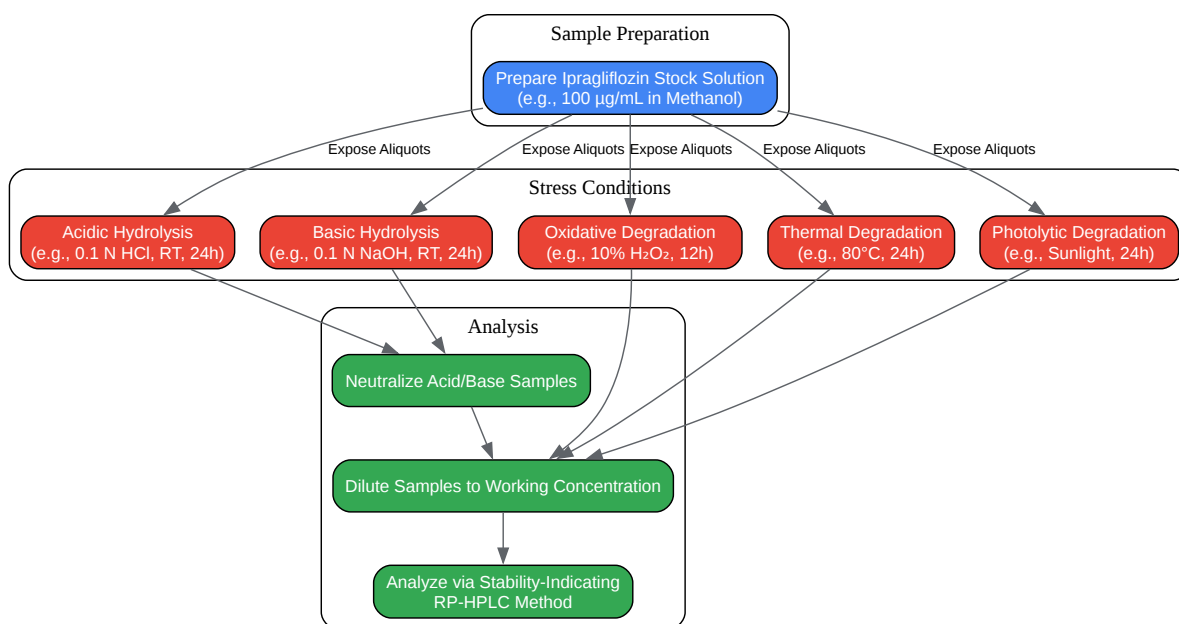 Sample Preparation
Prepare Ipragliflozin Stock Solution
(e.g., 100 µg/mL in Methanol)
Expose Aliquots
Expose Aliquots
Expose Aliquots
Expose Aliquots
Expose Aliquots
Stress Conditions
Acidic Hydrolysis
(e.g., 0.1 N HCl, RT, 24h)
Basic Hydrolysis
(e.g., 0.1 N NaOH, RT, 24h)
Oxidative Degradation
(e.g., 10% H₂O₂, 12h)
Thermal Degradation
(e.g., 80°C, 24h)
Photolytic Degradation
(e.g., Sunlight, 24h)
Analysis
Neutralize Acid/Base Samples
Dilute Samples to Working Concentration
Analyze via Stability-Indicating
RP-HPLC Method